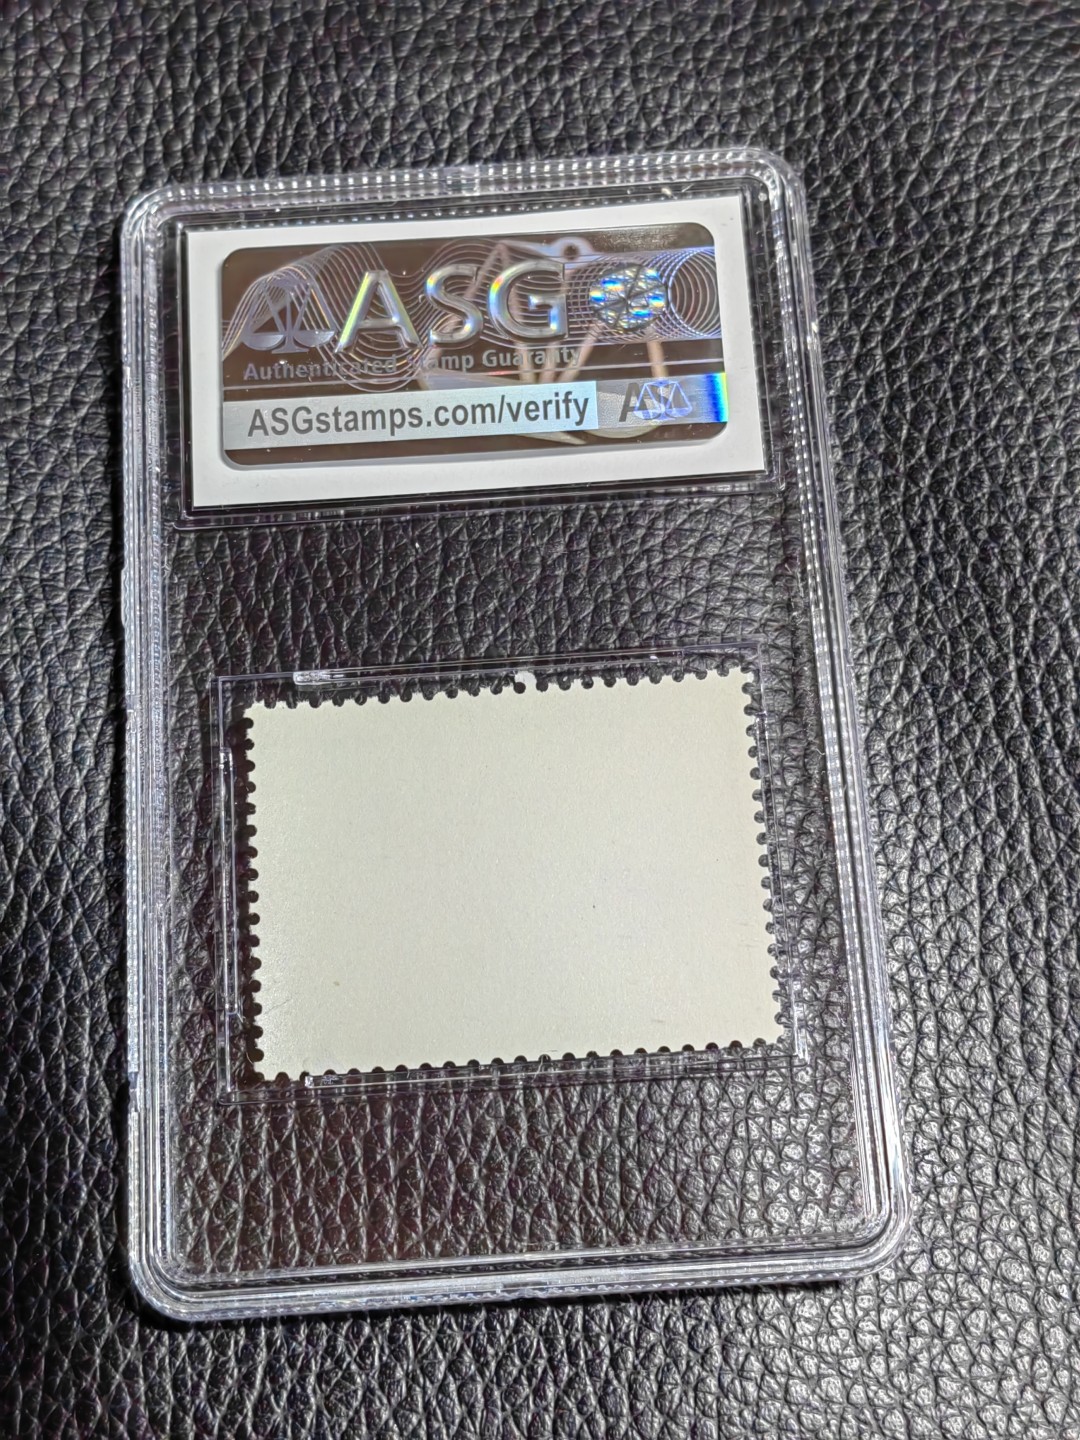 ASG
Authenticated Stamp Guaranty
ASGstamps.com/verify